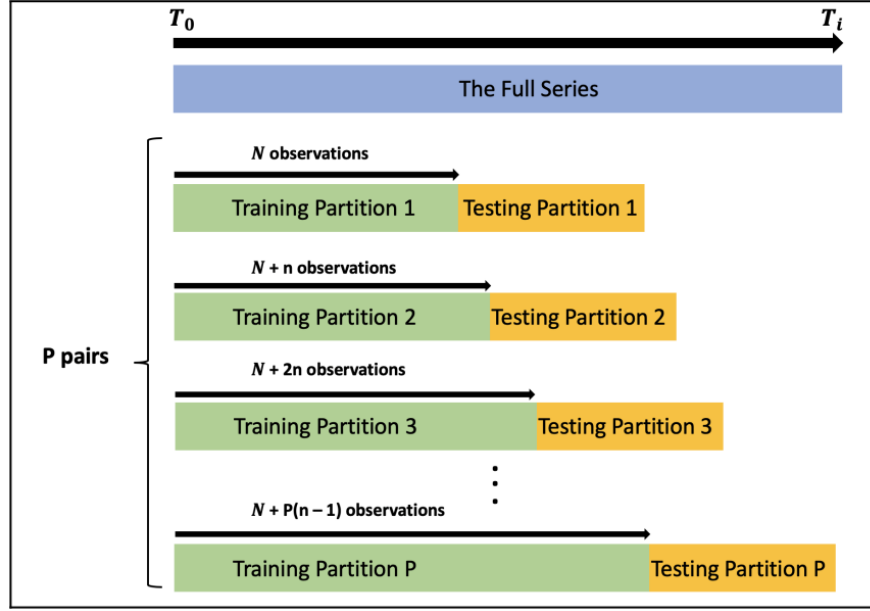 T₀ Tᵢ
The Full Series
N observations
Training Partition 1 Testing Partition 1
N + n observations
Training Partition 2 Testing Partition 2
P pairs
N + 2n observations
Training Partition 3 Testing Partition 3
N + P(n – 1) observations
Training Partition P Testing Partition P